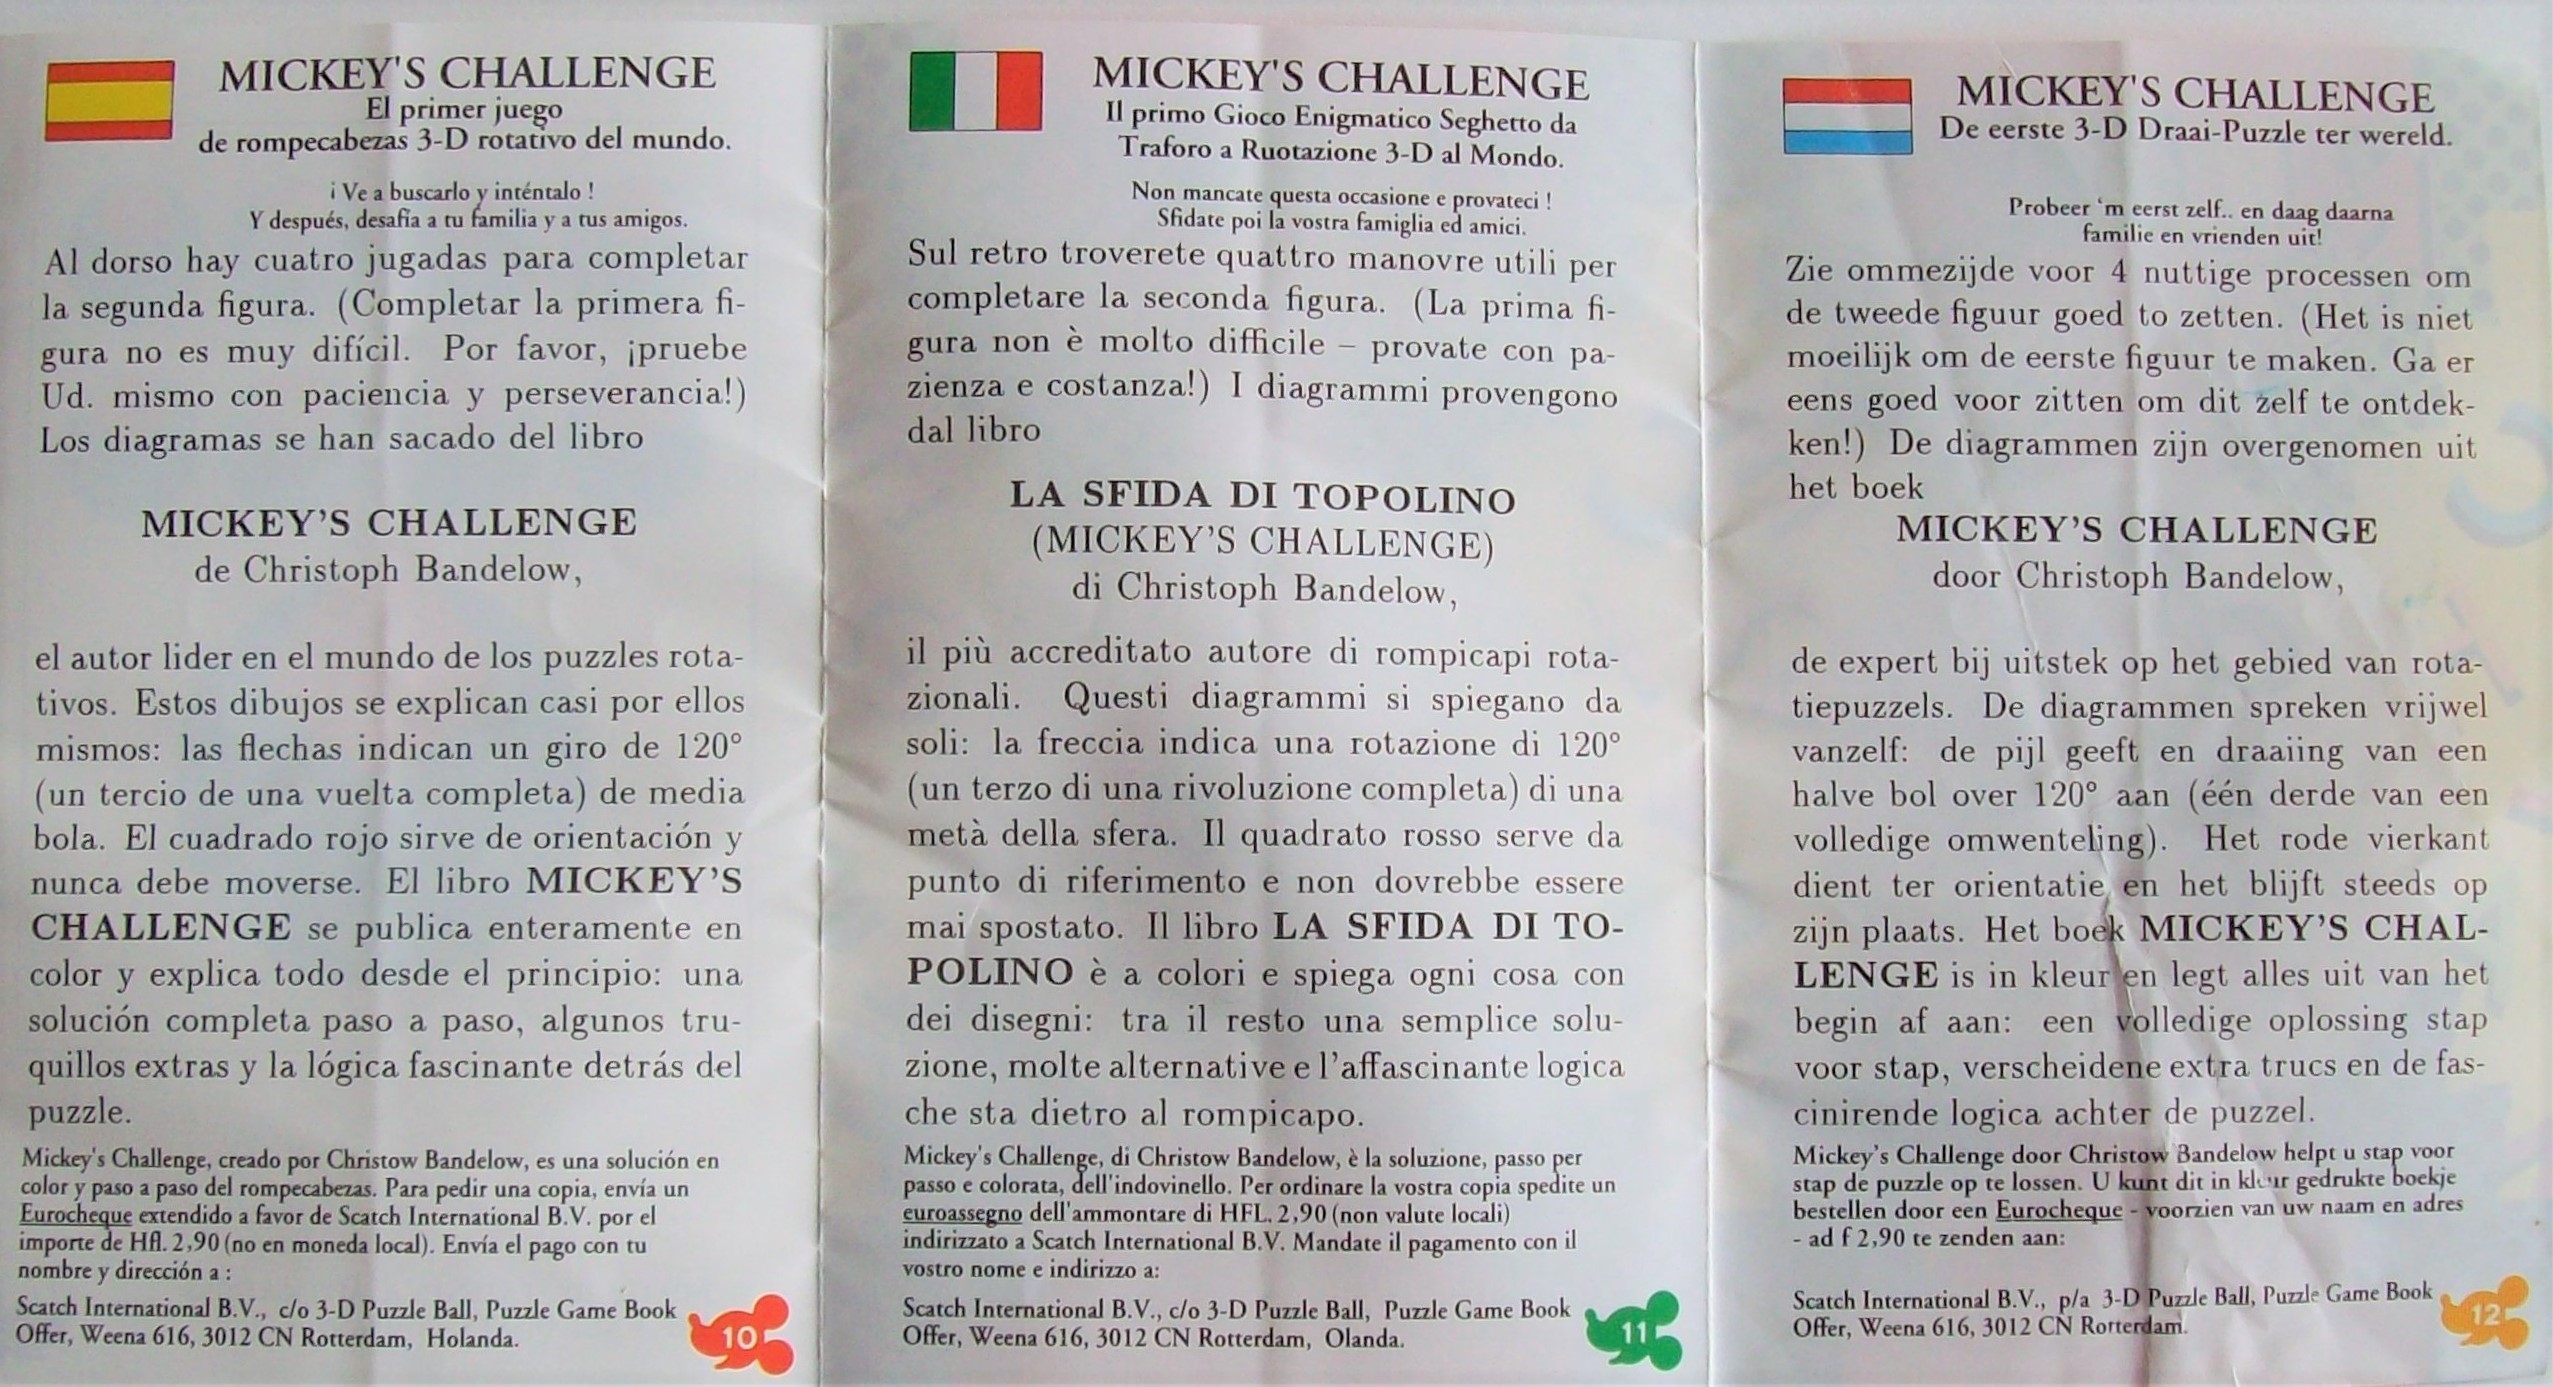 MICKEY'S CHALLENGE
El primer juego
de rompecabezas 3-D rotativo del mundo.
¡ Ve a buscarlo y inténtalo !
Y después, desafía a tu familia y a tus amigos.
Al dorso hay cuatro jugadas para completar
la segunda figura. (Completar la primera fi-
gura no es muy difícil. Por favor, ¡pruebe
Ud. mismo con paciencia y perseverancia!)
Los diagramas se han sacado del libro
MICKEY'S CHALLENGE
de Christoph Bandelow,
el autor lider en el mundo de los puzzles rota-
tivos. Estos dibujos se explican casi por ellos
mismos: las flechas indican un giro de 120°
(un tercio de una vuelta completa) de media
bola. El cuadrado rojo sirve de orientación y
nunca debe moverse. El libro MICKEY'S
CHALLENGE se publica enteramente en
color y explica todo desde el principio: una
solución completa paso a paso, algunos tru-
quillos extras y la lógica fascinante detrás del
puzzle.
Mickey's Challenge, creado por Christow Bandelow, es una solución en
color y paso a paso del rompecabezas. Para pedir una copia, envía un
Eurocheque extendido a favor de Scatch International B.V. por el
importe de Hfl. 2,90 (no en moneda local). Envía el pago con tu
nombre y dirección a :
Scatch International B.V., c/o 3-D Puzzle Ball, Puzzle Game Book
Offer, Weena 616, 3012 CN Rotterdam, Holanda.
10
MICKEY'S CHALLENGE
Il primo Gioco Enigmatico Seghetto da
Traforo a Ruotazione 3-D al Mondo.
Non mancate questa occasione e provateci !
Sfidate poi la vostra famiglia ed amici.
Sul retro troverete quattro manovre utili per
completare la seconda figura. (La prima fi-
gura non è molto difficile – provate con pa-
zienza e costanza!) I diagrammi provengono
dal libro
LA SFIDA DI TOPOLINO
(MICKEY'S CHALLENGE)
di Christoph Bandelow,
il più accreditato autore di rompicapi rota-
zionali. Questi diagrammi si spiegano da
soli: la freccia indica una rotazione di 120°
(un terzo di una rivoluzione completa) di una
metà della sfera. Il quadrato rosso serve da
punto di riferimento e non dovrebbe essere
mai spostato. Il libro LA SFIDA DI TO-
POLINO è a colori e spiega ogni cosa con
dei disegni: tra il resto una semplice solu-
zione, molte alternative e l'affascinante logica
che sta dietro al rompicapo.
Mickey's Challenge, di Christow Bandelow, è la soluzione, passo per
passo e colorata, dell'indovinello. Per ordinare la vostra copia spedite un
euroassegno dell'ammontare di HFL. 2,90 (non valute locali)
indirizzato a Scatch International B.V. Mandate il pagamento con il
vostro nome e indirizzo a:
Scatch International B.V., c/o 3-D Puzzle Ball, Puzzle Game Book
Offer, Weena 616, 3012 CN Rotterdam, Olanda.
11
MICKEY'S CHALLENGE
De eerste 3-D Draai-Puzzle ter wereld.
Probeer 'm eerst zelf.. en daag daarna
familie en vrienden uit!
Zie ommezijde voor 4 nuttige processen om
de tweede figuur goed to zetten. (Het is niet
moeilijk om de eerste figuur te maken. Ga er
eens goed voor zitten om dit zelf te ontdek-
ken!) De diagrammen zijn overgenomen uit
het boek
MICKEY'S CHALLENGE
door Christoph Bandelow,
de expert bij uitstek op het gebied van rota-
tiepuzzels. De diagrammen spreken vrijwel
vanzelf: de pijl geeft en draaiing van een
halve bol over 120° aan (één derde van een
volledige omwenteling). Het rode vierkant
dient ter orientatie en het blijft steeds op
zijn plaats. Het boek MICKEY'S CHAL-
LENGE is in kleur en legt alles uit van het
begin af aan: een volledige oplossing stap
voor stap, verscheidene extra trucs en de fas-
cinirende logica achter de puzzel.
Mickey's Challenge door Christow Bandelow helpt u stap voor
stap de puzzle op te lossen. U kunt dit in kleur gedrukte boekje
bestellen door een Eurocheque - voorzien van uw naam en adres
- ad f 2,90 te zenden aan:
Scatch International B.V., p/a 3-D Puzzle Ball, Puzzle Game Book
Offer, Weena 616, 3012 CN Rotterdam.
12